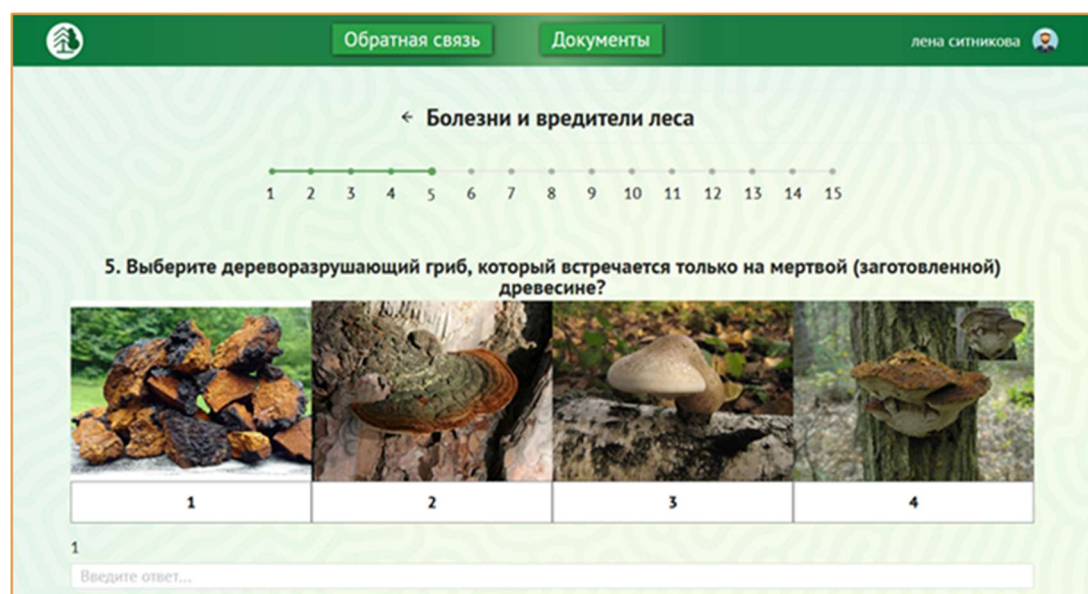 Обратная связь
Документы
лена ситникова
← Болезни и вредители леса
1 2 3 4 5 6 7 8 9 10 11 12 13 14 15
5. Выберите дереворазрушающий гриб, который встречается только на мертвой (заготовленной)
древесине?
1 2 3 4
1
Введите ответ...